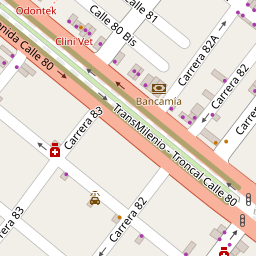 Odontek
Calle 81
Calle 80 Bis
Clini Vet
Avenida Calle 80
Carrera 82A
Bancamía
Carrera 82
Carrera 83
TransMilenio - Troncal Calle 80
Carrera 82
Carrera 83